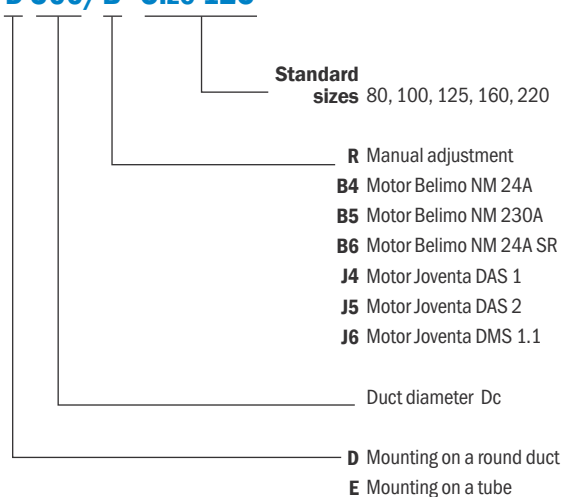 Standard
sizes 80, 100, 125, 160, 220
R Manual adjustment
B4 Motor Belimo NM 24A
B5 Motor Belimo NM 230A
B6 Motor Belimo NM 24A SR
J4 Motor Joventa DAS 1
J5 Motor Joventa DAS 2
J6 Motor Joventa DMS 1.1
Duct diameter Dc
D Mounting on a round duct
E Mounting on a tube